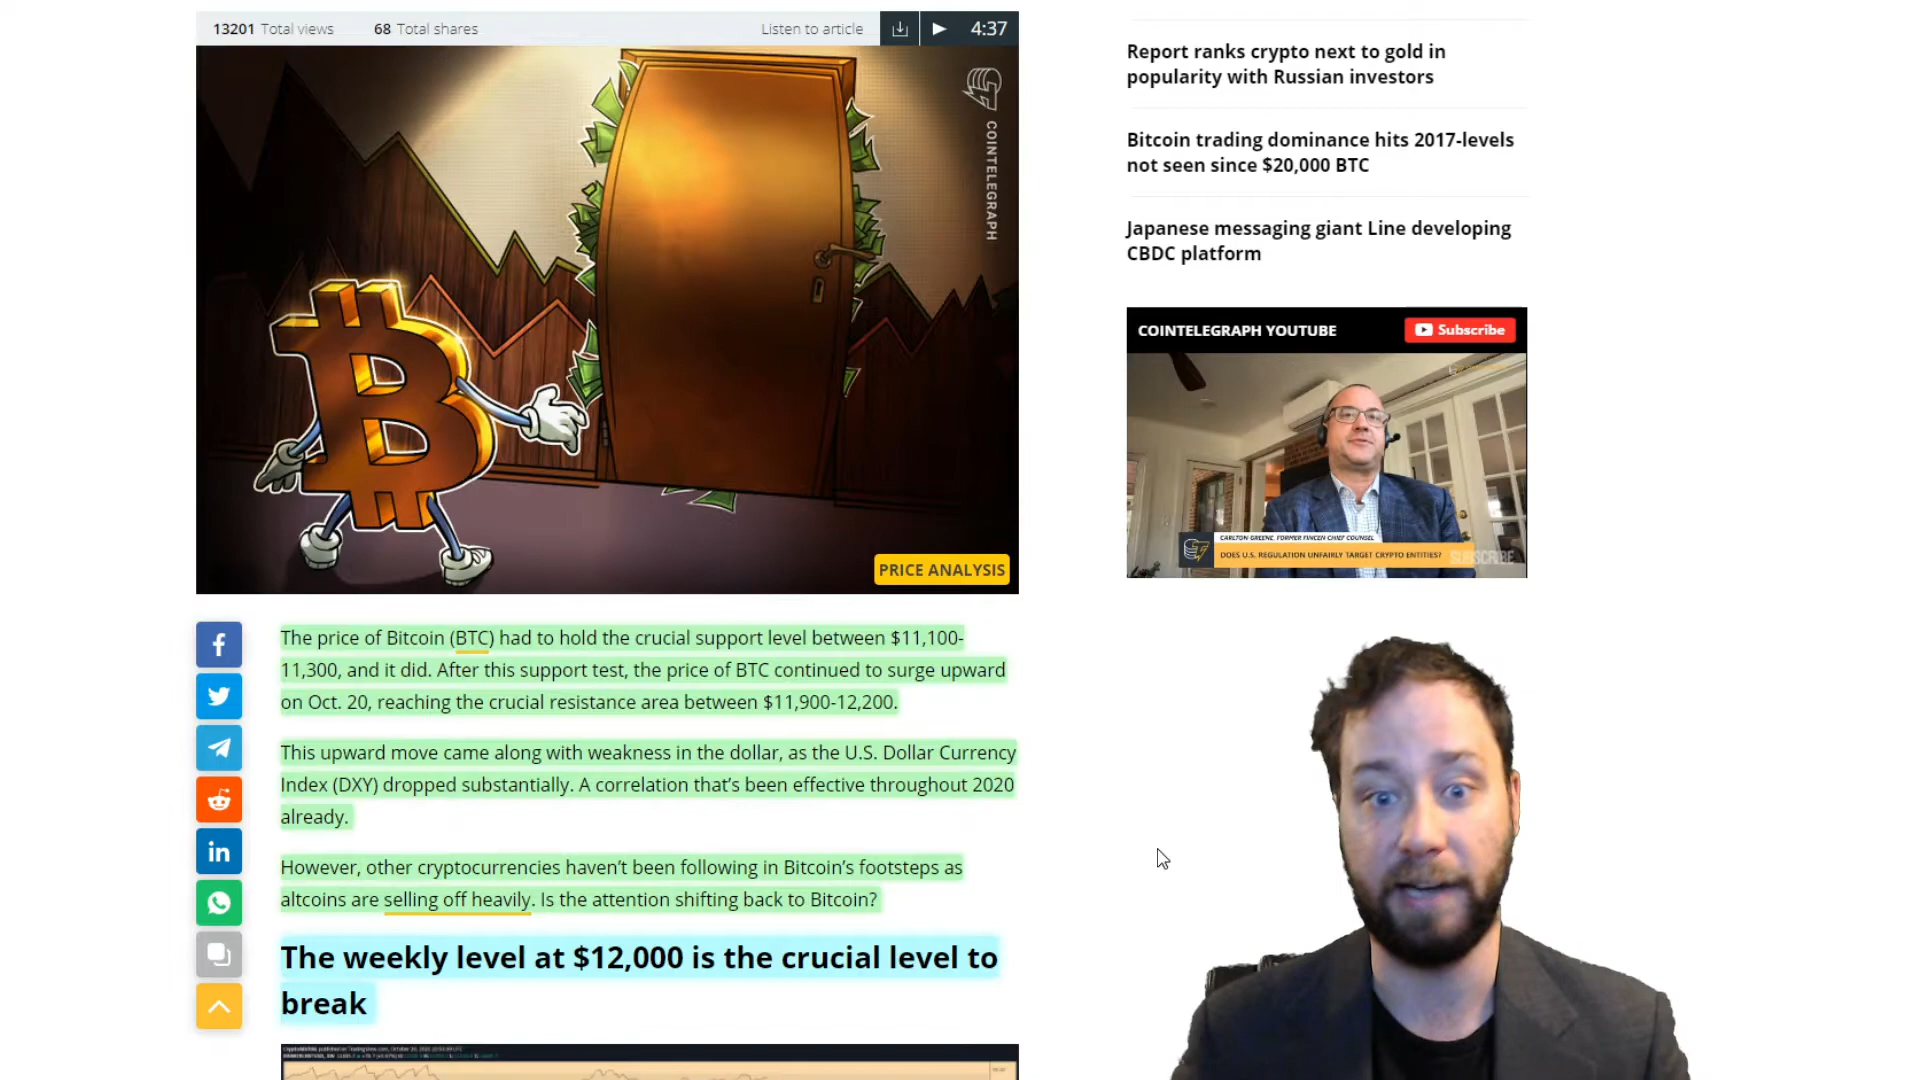 13201 Total views 68 Total shares Listen to article 4:37
COINTELEGRAPH
PRICE ANALYSIS
The price of Bitcoin (BTC) had to hold the crucial support level between $11,100-
11,300, and it did. After this support test, the price of BTC continued to surge upward
on Oct. 20, reaching the crucial resistance area between $11,900-12,200.
This upward move came along with weakness in the dollar, as the U.S. Dollar Currency
Index (DXY) dropped substantially. A correlation that's been effective throughout 2020
already.
However, other cryptocurrencies haven't been following in Bitcoin's footsteps as
altcoins are selling off heavily. Is the attention shifting back to Bitcoin?
The weekly level at $12,000 is the crucial level to
break
Report ranks crypto next to gold in
popularity with Russian investors
Bitcoin trading dominance hits 2017-levels
not seen since $20,000 BTC
Japanese messaging giant Line developing
CBDC platform
COINTELEGRAPH YOUTUBE Subscribe
CARLTON GREENE, FORMER FINCEN CHIEF COUNSEL
DOES U.S. REGULATION UNFAIRLY TARGET CRYPTO ENTITIES? SUBSCRIBE